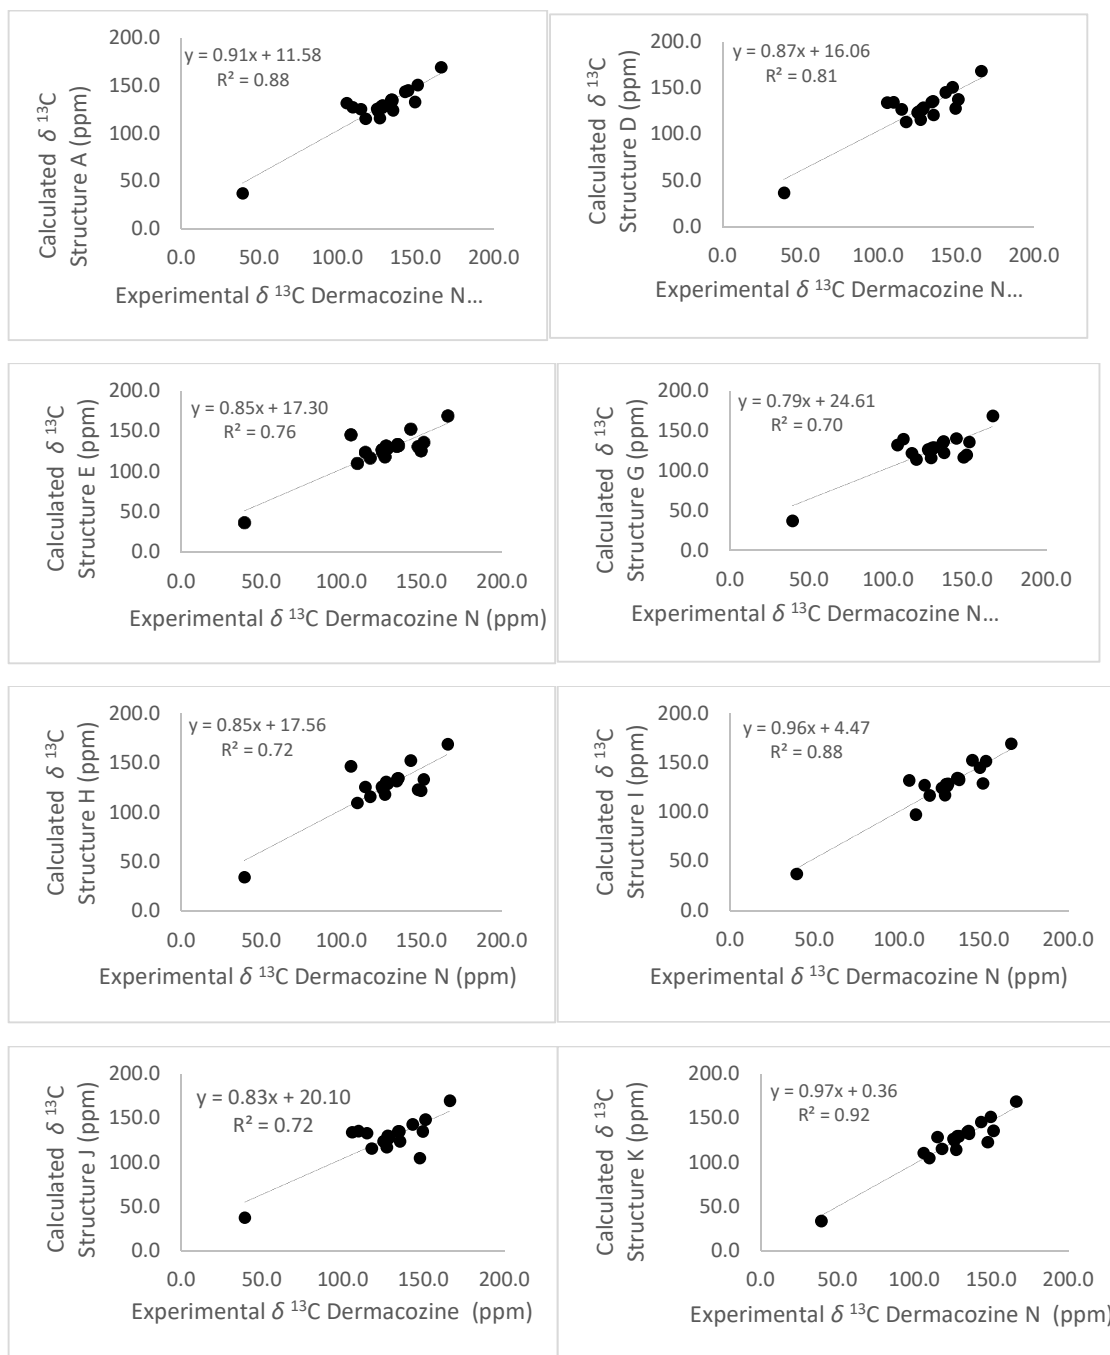 y = 0.91x + 11.58
R² = 0.88
Calculated δ ¹³C
Structure A (ppm)
200.0
150.0
100.0
50.0
0.0
0.0 50.0 100.0 150.0 200.0
Experimental δ ¹³C Dermacozine N...
y = 0.87x + 16.06
R² = 0.81
Calculated δ ¹³C
Structure D (ppm)
200.0
150.0
100.0
50.0
0.0
0.0 50.0 100.0 150.0 200.0
Experimental δ ¹³C Dermacozine N...
y = 0.85x + 17.30
R² = 0.76
Calculated δ ¹³C
Structure E (ppm)
200.0
150.0
100.0
50.0
0.0
0.0 50.0 100.0 150.0 200.0
Experimental δ ¹³C Dermacozine N (ppm)
y = 0.79x + 24.61
R² = 0.70
Calculated δ ¹³C
Structure G (ppm)
200.0
150.0
100.0
50.0
0.0
0.0 50.0 100.0 150.0 200.0
Experimental δ ¹³C Dermacozine N...
y = 0.85x + 17.56
R² = 0.72
Calculated δ ¹³C
Structure H (ppm)
200.0
150.0
100.0
50.0
0.0
0.0 50.0 100.0 150.0 200.0
Experimental δ ¹³C Dermacozine N (ppm)
y = 0.96x + 4.47
R² = 0.88
Calculated δ ¹³C
Structure I (ppm)
200.0
150.0
100.0
50.0
0.0
0.0 50.0 100.0 150.0 200.0
Experimental δ ¹³C Dermacozine N (ppm)
y = 0.83x + 20.10
R² = 0.72
Calculated δ ¹³C
Structure J (ppm)
200.0
150.0
100.0
50.0
0.0
0.0 50.0 100.0 150.0 200.0
Experimental δ ¹³C Dermacozine (ppm)
y = 0.97x + 0.36
R² = 0.92
Calculated δ ¹³C
Structure K (ppm)
200.0
150.0
100.0
50.0
0.0
0.0 50.0 100.0 150.0 200.0
Experimental δ ¹³C Dermacozine N (ppm)